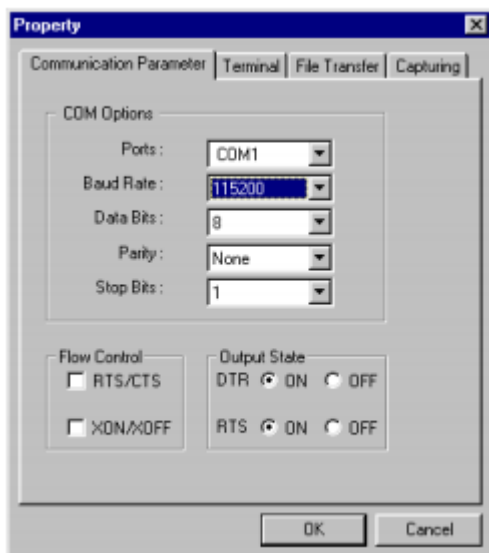 Property
Communication Parameter Terminal File Transfer Capturing
COM Options
Ports : COM1
Baud Rate : 115200
Data Bits : 8
Parity : None
Stop Bits : 1
Flow Control
RTS/CTS
XON/XOFF
Output State
DTR ON OFF
RTS ON OFF
OK Cancel